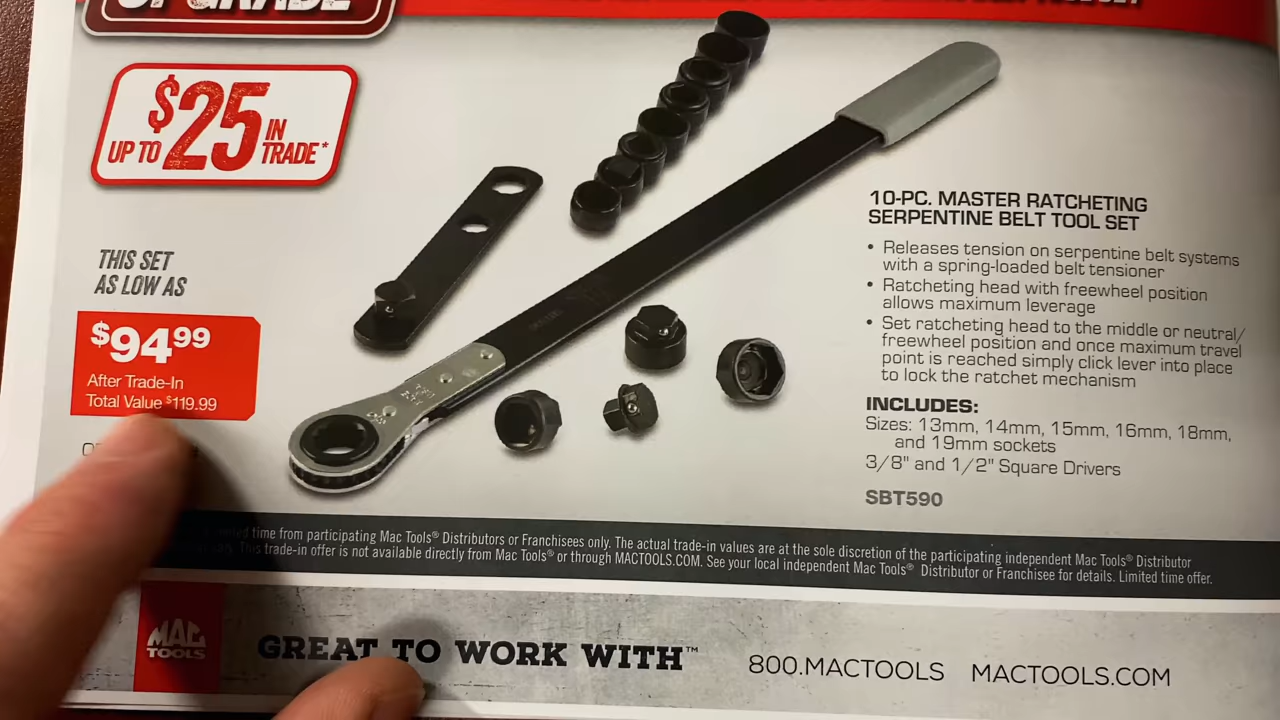 UPGRADE
$25
UP TO
IN
TRADE*
THIS SET
AS LOW AS
$94.99
After Trade-In
Total Value $119.99
10-PC. MASTER RATCHETING
SERPENTINE BELT TOOL SET
• Releases tension on serpentine belt systems
with a spring-loaded belt tensioner
• Ratcheting head with freewheel position
allows maximum leverage
• Set ratcheting head to the middle or neutral/
freewheel position and once maximum travel
point is reached simply click lever into place
to lock the ratchet mechanism
INCLUDES:
Sizes: 13mm, 14mm, 15mm, 16mm, 18mm,
and 19mm sockets
3/8" and 1/2" Square Drivers
SBT590
time from participating Mac Tools® Distributors or Franchisees only. The actual trade-in values are at the sole discretion of the participating independent Mac Tools® Distributor
This trade-in offer is not available directly from Mac Tools® or through MACTOOLS.COM. See your local independent Mac Tools® Distributor or Franchisee for details. Limited time offer.
MAC
TOOLS
GREAT TO WORK WITH™
800.MACTOOLS MACTOOLS.COM